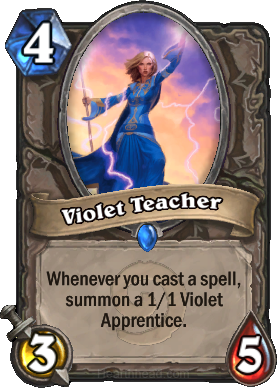 4
Violet Teacher
Whenever you cast a spell,
summon a 1/1 Violet
Apprentice.
3 5